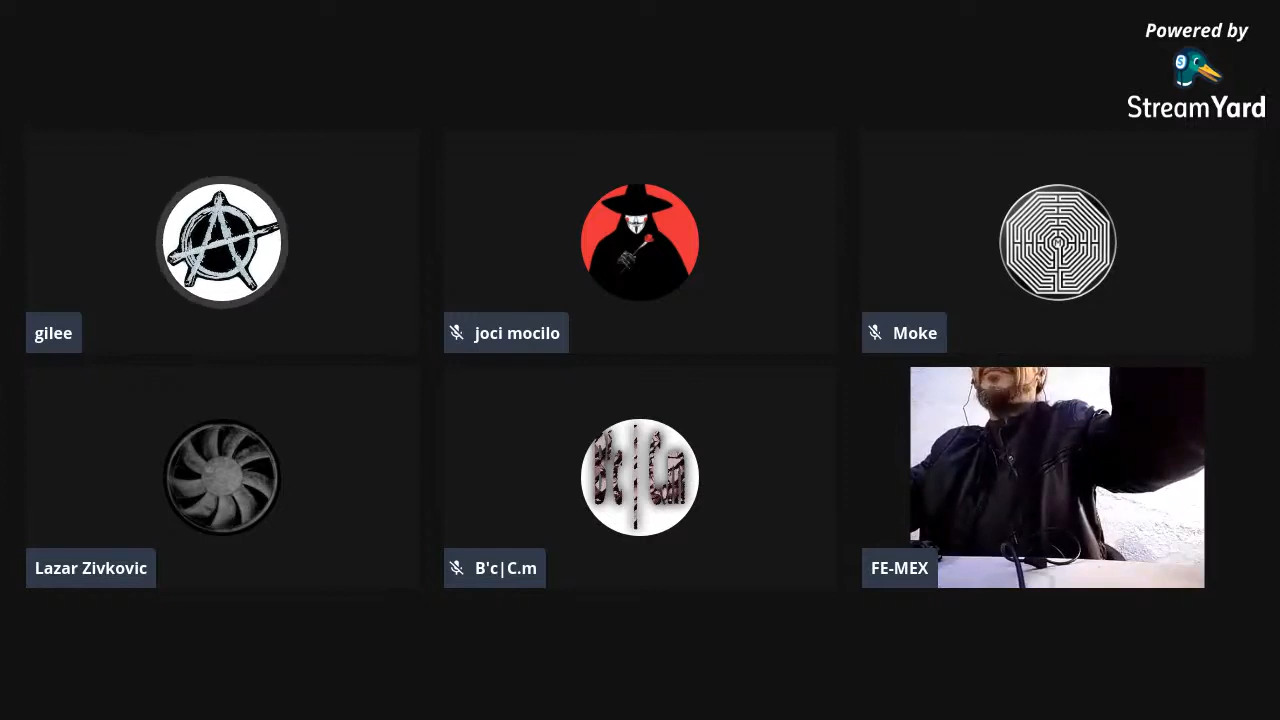 Powered by
StreamYard
gilee
joci mocilo
Moke
Lazar Zivkovic
B'c|C.m
B'c|C.m
FE-MEX